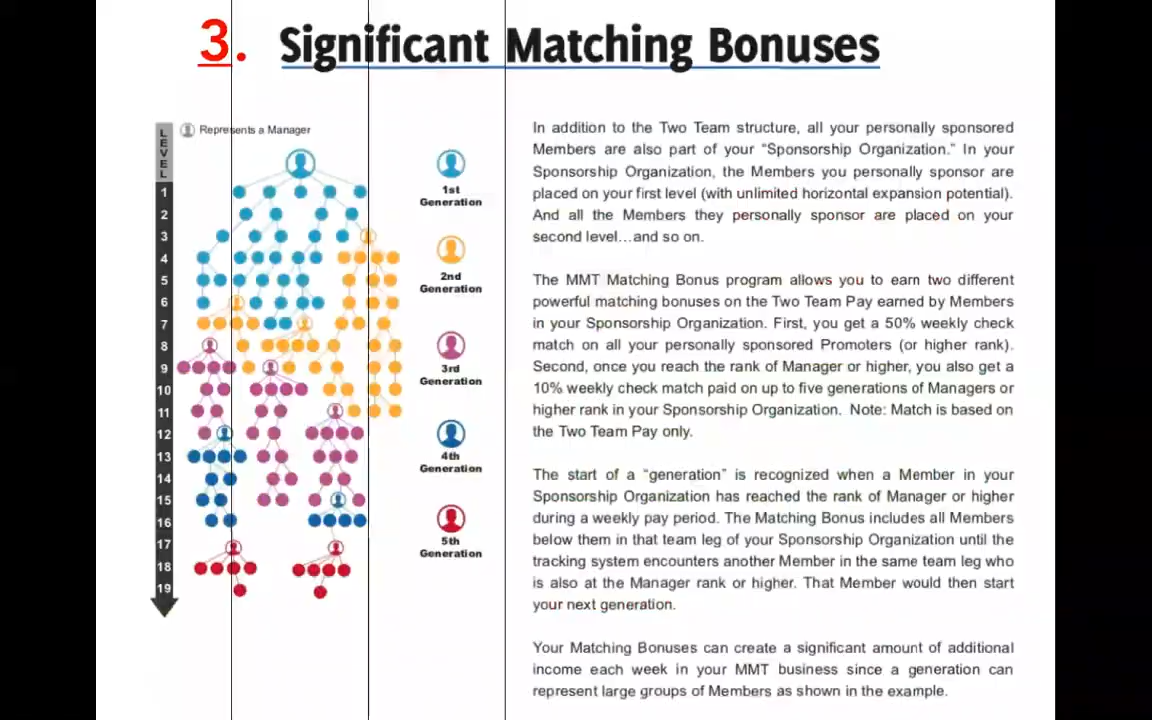 3. Significant Matching Bonuses
LEVEL
Represents a Manager
1
2
3
4
5
6
7
8
9
10
11
12
13
14
15
16
17
18
19
1st
Generation
2nd
Generation
3rd
Generation
4th
Generation
5th
Generation
In addition to the Two Team structure, all your personally sponsored
Members are also part of your “Sponsorship Organization.” In your
Sponsorship Organization, the Members you personally sponsor are
placed on your first level (with unlimited horizontal expansion potential).
And all the Members they personally sponsor are placed on your
second level…and so on.
The MMT Matching Bonus program allows you to earn two different
powerful matching bonuses on the Two Team Pay earned by Members
in your Sponsorship Organization. First, you get a 50% weekly check
match on all your personally sponsored Promoters (or higher rank).
Second, once you reach the rank of Manager or higher, you also get a
10% weekly check match paid on up to five generations of Managers or
higher rank in your Sponsorship Organization. Note: Match is based on
the Two Team Pay only.
The start of a “generation” is recognized when a Member in your
Sponsorship Organization has reached the rank of Manager or higher
during a weekly pay period. The Matching Bonus includes all Members
below them in that team leg of your Sponsorship Organization until the
tracking system encounters another Member in the same team leg who
is also at the Manager rank or higher. That Member would then start
your next generation.
Your Matching Bonuses can create a significant amount of additional
income each week in your MMT business since a generation can
represent large groups of Members as shown in the example.